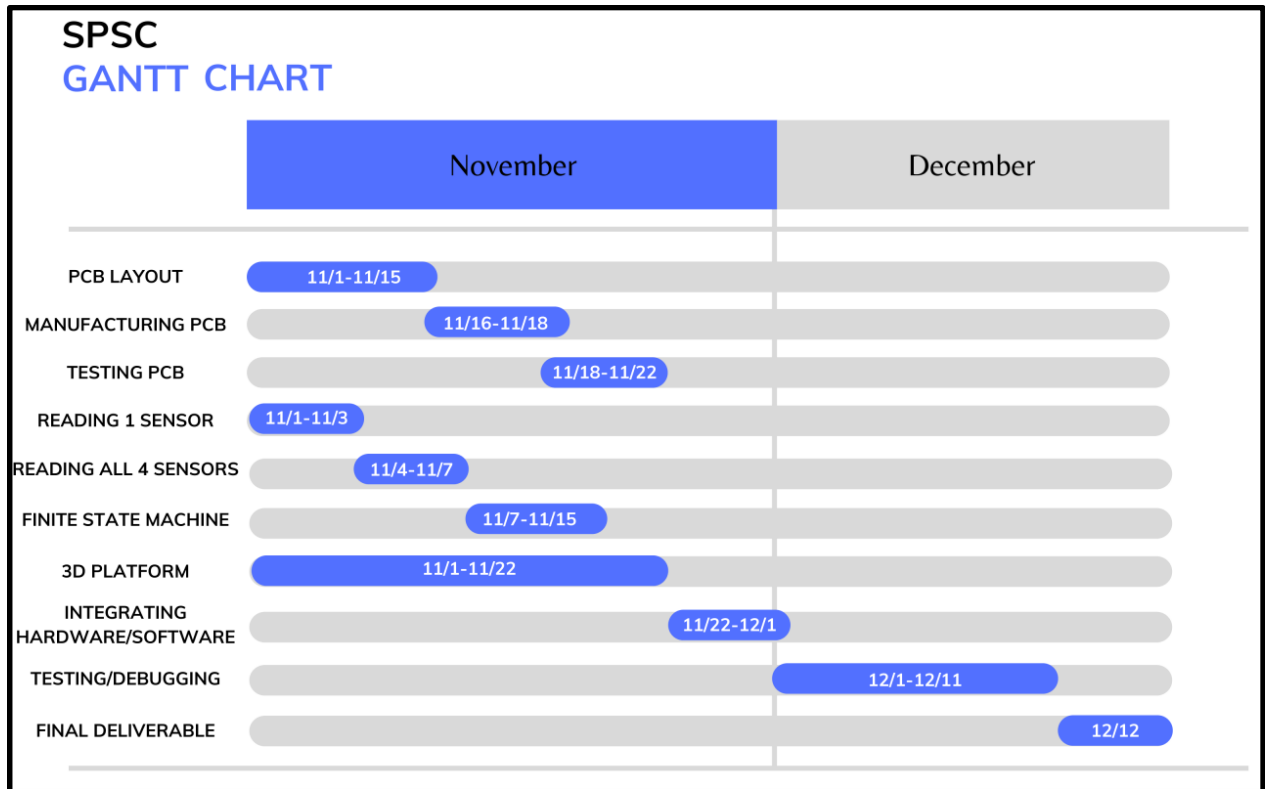 SPSC
GANTT CHART
November
December
PCB LAYOUT
11/1-11/15
MANUFACTURING PCB
11/16-11/18
TESTING PCB
11/18-11/22
READING 1 SENSOR
11/1-11/3
READING ALL 4 SENSORS
11/4-11/7
FINITE STATE MACHINE
11/7-11/15
3D PLATFORM
11/1-11/22
INTEGRATING
HARDWARE/SOFTWARE
11/22-12/1
TESTING/DEBUGGING
12/1-12/11
FINAL DELIVERABLE
12/12